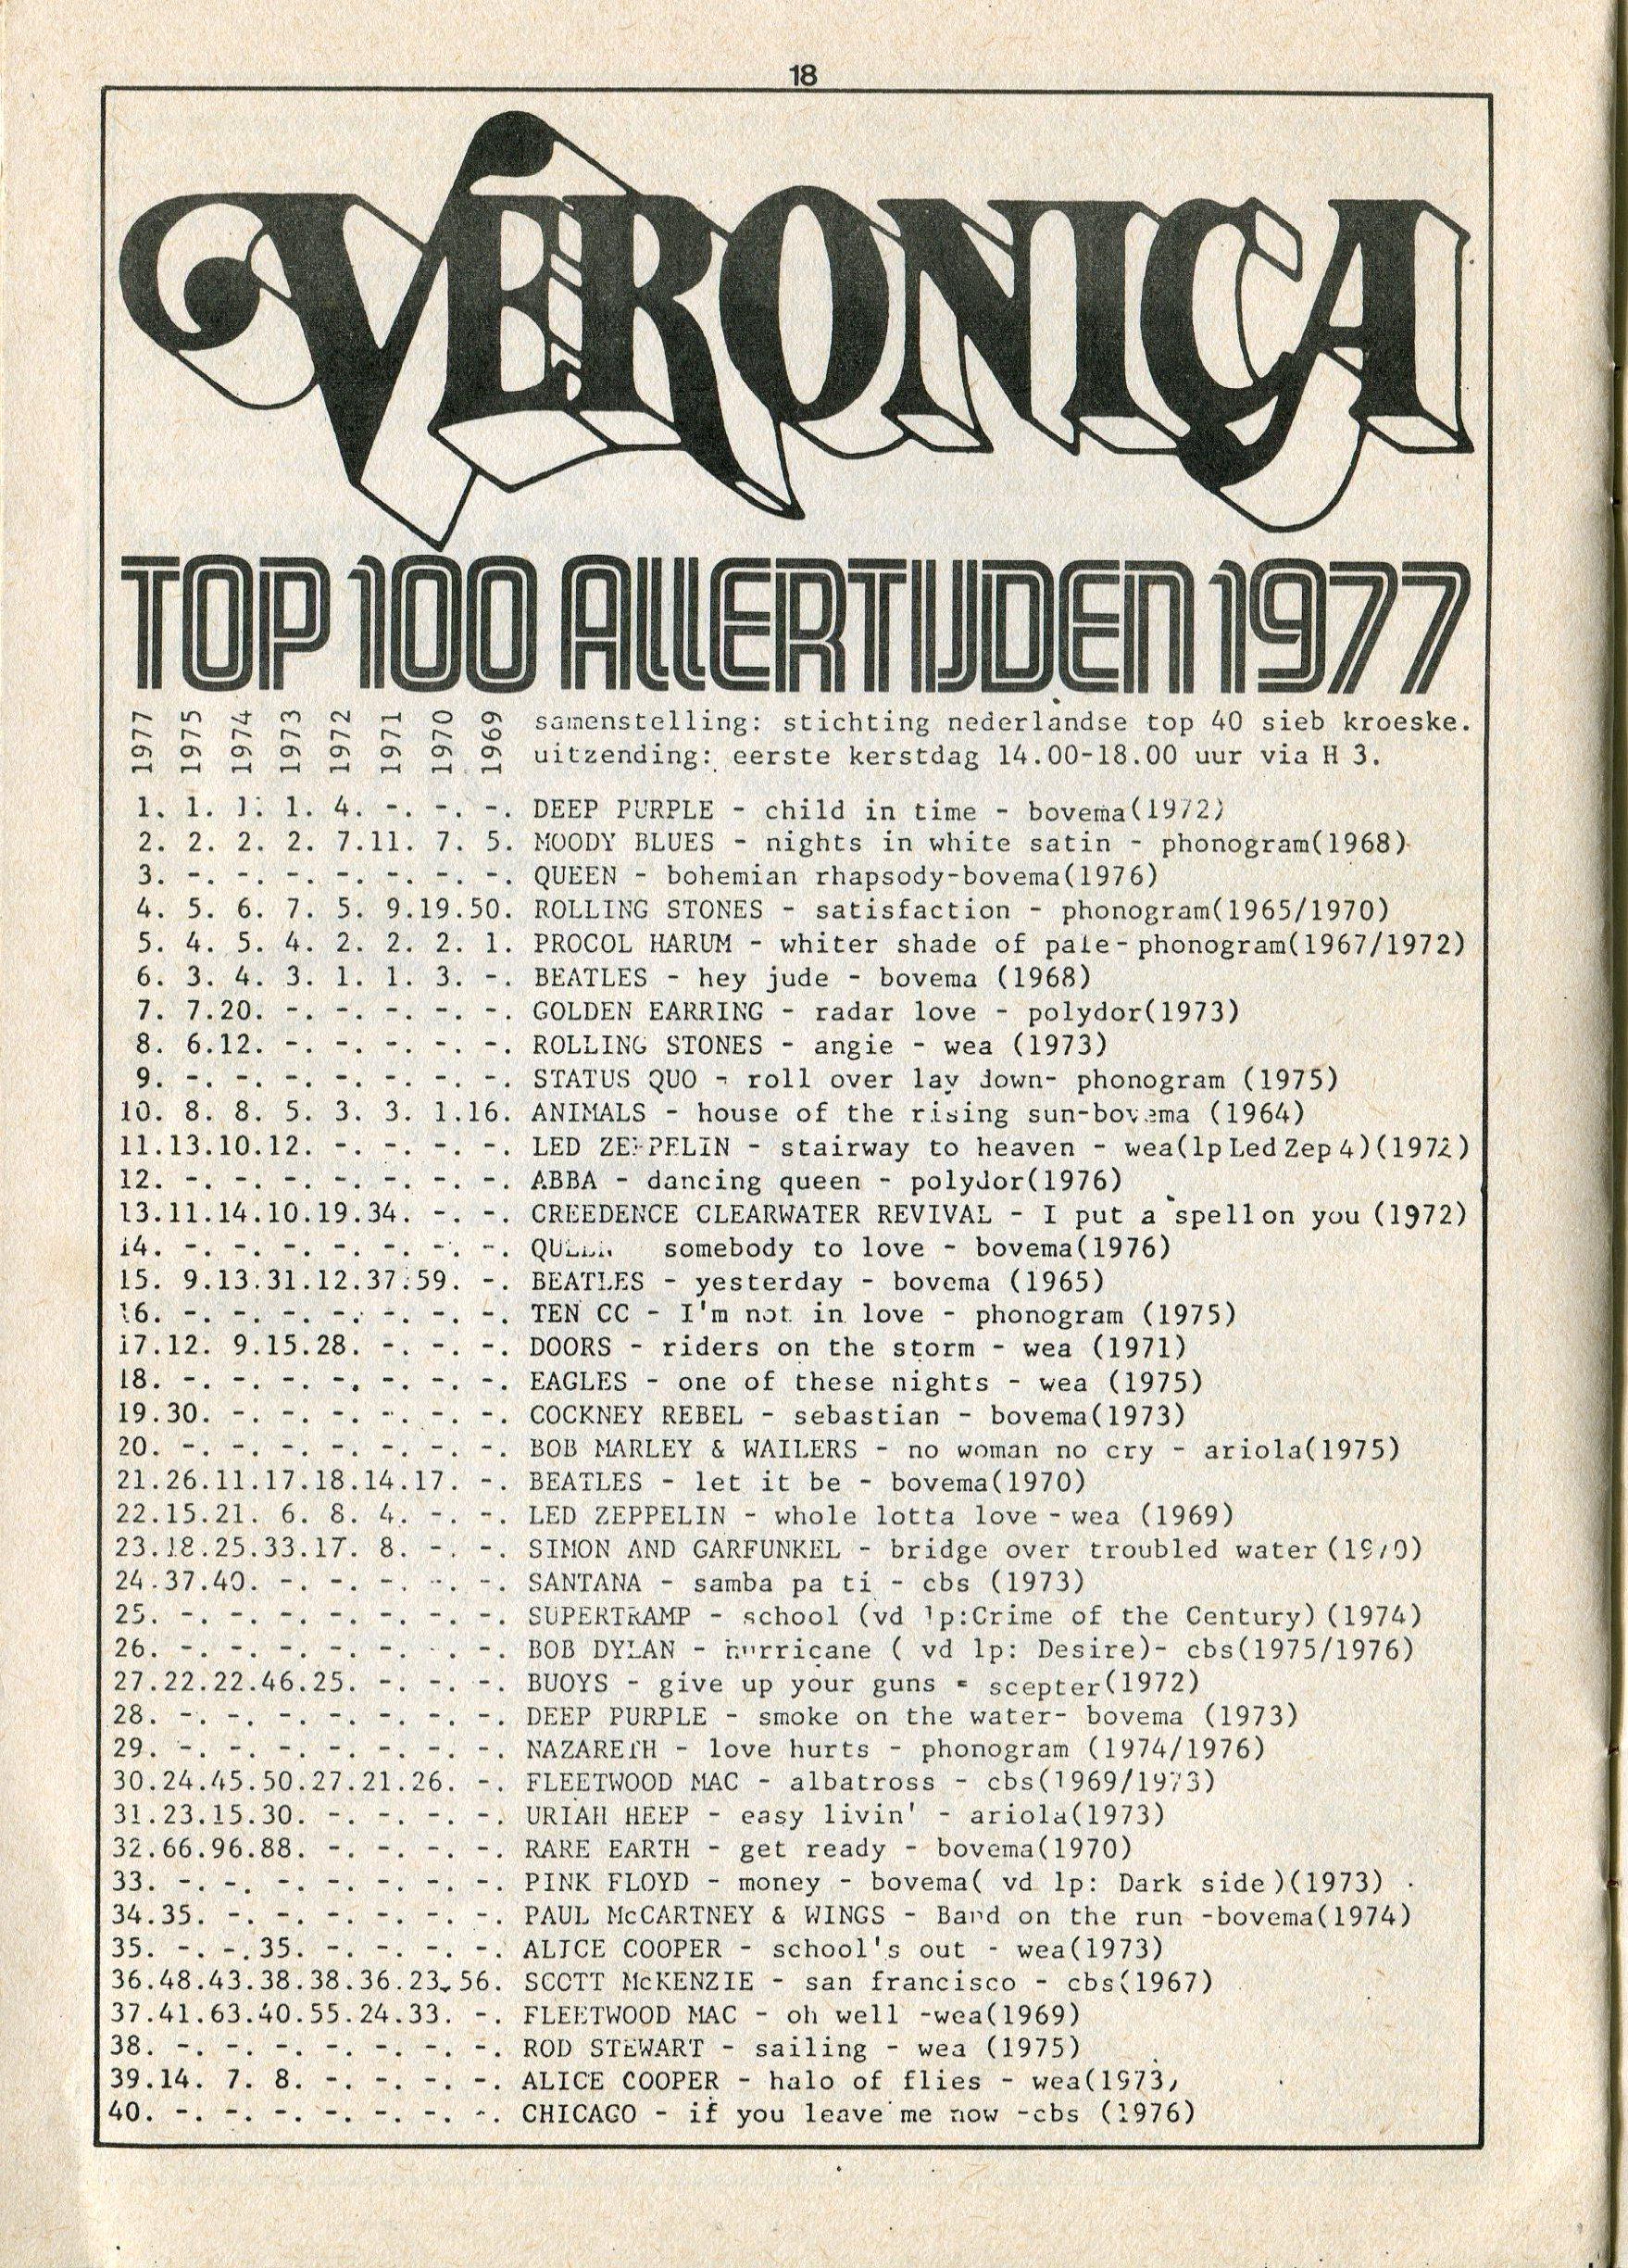 18
VERONICA
TOP 100 ALLERTIJDEN 1977
1977 1975 1974 1973 1972 1971 1970 1969
samenstelling: stichting nederlandse top 40 sieb kroeske.
uitzending: eerste kerstdag 14.00-18.00 uur via H 3.
1. 1. 1. 1. 4. -. -. -. DEEP PURPLE - child in time - bovema(1972)
2. 2. 2. 2. 7.11. 7. 5. MOODY BLUES - nights in white satin - phonogram(1968)
3. -. -. -. -. -. -. -. QUEEN - bohemian rhapsody-bovema(1976)
4. 5. 6. 7. 5. 9.19.50. ROLLING STONES - satisfaction - phonogram(1965/1970)
5. 4. 5. 4. 2. 2. 2. 1. PROCOL HARUM - whiter shade of pale-phonogram(1967/1972)
6. 3. 4. 3. 1. 1. 3. -. BEATLES - hey jude - bovema (1968)
7. 7.20. -. -. -. -. -. GOLDEN EARRING - radar love - polydor(1973)
8. 6.12. -. -. -. -. -. ROLLING STONES - angie - wea (1973)
9. -. -. -. -. -. -. -. STATUS QUO - roll over lay down- phonogram (1975)
10. 8. 8. 5. 3. 3. 1.16. ANIMALS - house of the rising sun-bovema (1964)
11.13.10.12. -. -. -. -. LED ZEPPELIN - stairway to heaven - wea(lp Led Zep 4)(1972)
12. -. -. -. -. -. -. -. ABBA - dancing queen - polydor(1976)
13.11.14.10.19.34. -. -. CREEDENCE CLEARWATER REVIVAL - I put a spell on you (1972)
14. -. -. -. -. -. -. -. QUEEN somebody to love - bovema(1976)
15. 9.13.31.12.37.59. -. BEATLES - yesterday - bovema (1965)
16. -. -. -. -. -. -. -. TEN CC - I'm not in love - phonogram (1975)
17.12. 9.15.28. -. -. -. DOORS - riders on the storm - wea (1971)
18. -. -. -. -. -. -. -. EAGLES - one of these nights - wea (1975)
19.30. -. -. -. -. -. -. COCKNEY REBEL - sebastian - bovema(1973)
20. -. -. -. -. -. -. -. BOB MARLEY & WAILERS - no woman no cry - ariola(1975)
21.26.11.17.18.14.17. -. BEATLES - let it be - bovema(1970)
22.15.21. 6. 8. 4. -. -. LED ZEPPELIN - whole lotta love - wea (1969)
23.18.25.33.17. 8. -. -. SIMON AND GARFUNKEL - bridge over troubled water (1970)
24.37.40. -. -. -. -. -. SANTANA - samba pa ti - cbs (1973)
25. -. -. -. -. -. -. -. SUPERTRAMP - school (vd lp:Crime of the Century) (1974)
26. -. -. -. -. -. -. -. BOB DYLAN - hurricane ( vd lp: Desire)- cbs(1975/1976)
27.22.22.46.25. -. -. -. BUOYS - give up your guns - scepter(1972)
28. -. -. -. -. -. -. -. DEEP PURPLE - smoke on the water- bovema (1973)
29. -. -. -. -. -. -. -. NAZARETH - love hurts - phonogram (1974/1976)
30.24.45.50.27.21.26. -. FLEETWOOD MAC - albatross - cbs(1969/1973)
31.23.15.30. -. -. -. -. URIAH HEEP - easy livin' - ariola(1973)
32.66.96.88. -. -. -. -. RARE EARTH - get ready - bovema(1970)
33. -. -. -. -. -. -. -. PINK FLOYD - money - bovema( vd lp: Dark side)(1973)
34.35. -. -. -. -. -. -. PAUL McCARTNEY & WINGS - Band on the run -bovema(1974)
35. -. -.35. -. -. -. -. ALICE COOPER - school's out - wea(1973)
36.48.43.38.38.36.23.56. SCOTT McKENZIE - san francisco - cbs(1967)
37.41.63.40.55.24.33. -. FLEETWOOD MAC - oh well -wea(1969)
38. -. -. -. -. -. -. -. ROD STEWART - sailing - wea (1975)
39.14. 7. 8. -. -. -. -. ALICE COOPER - halo of flies - wea(1973)
40. -. -. -. -. -. -. -. CHICAGO - if you leave me now -cbs (1976)